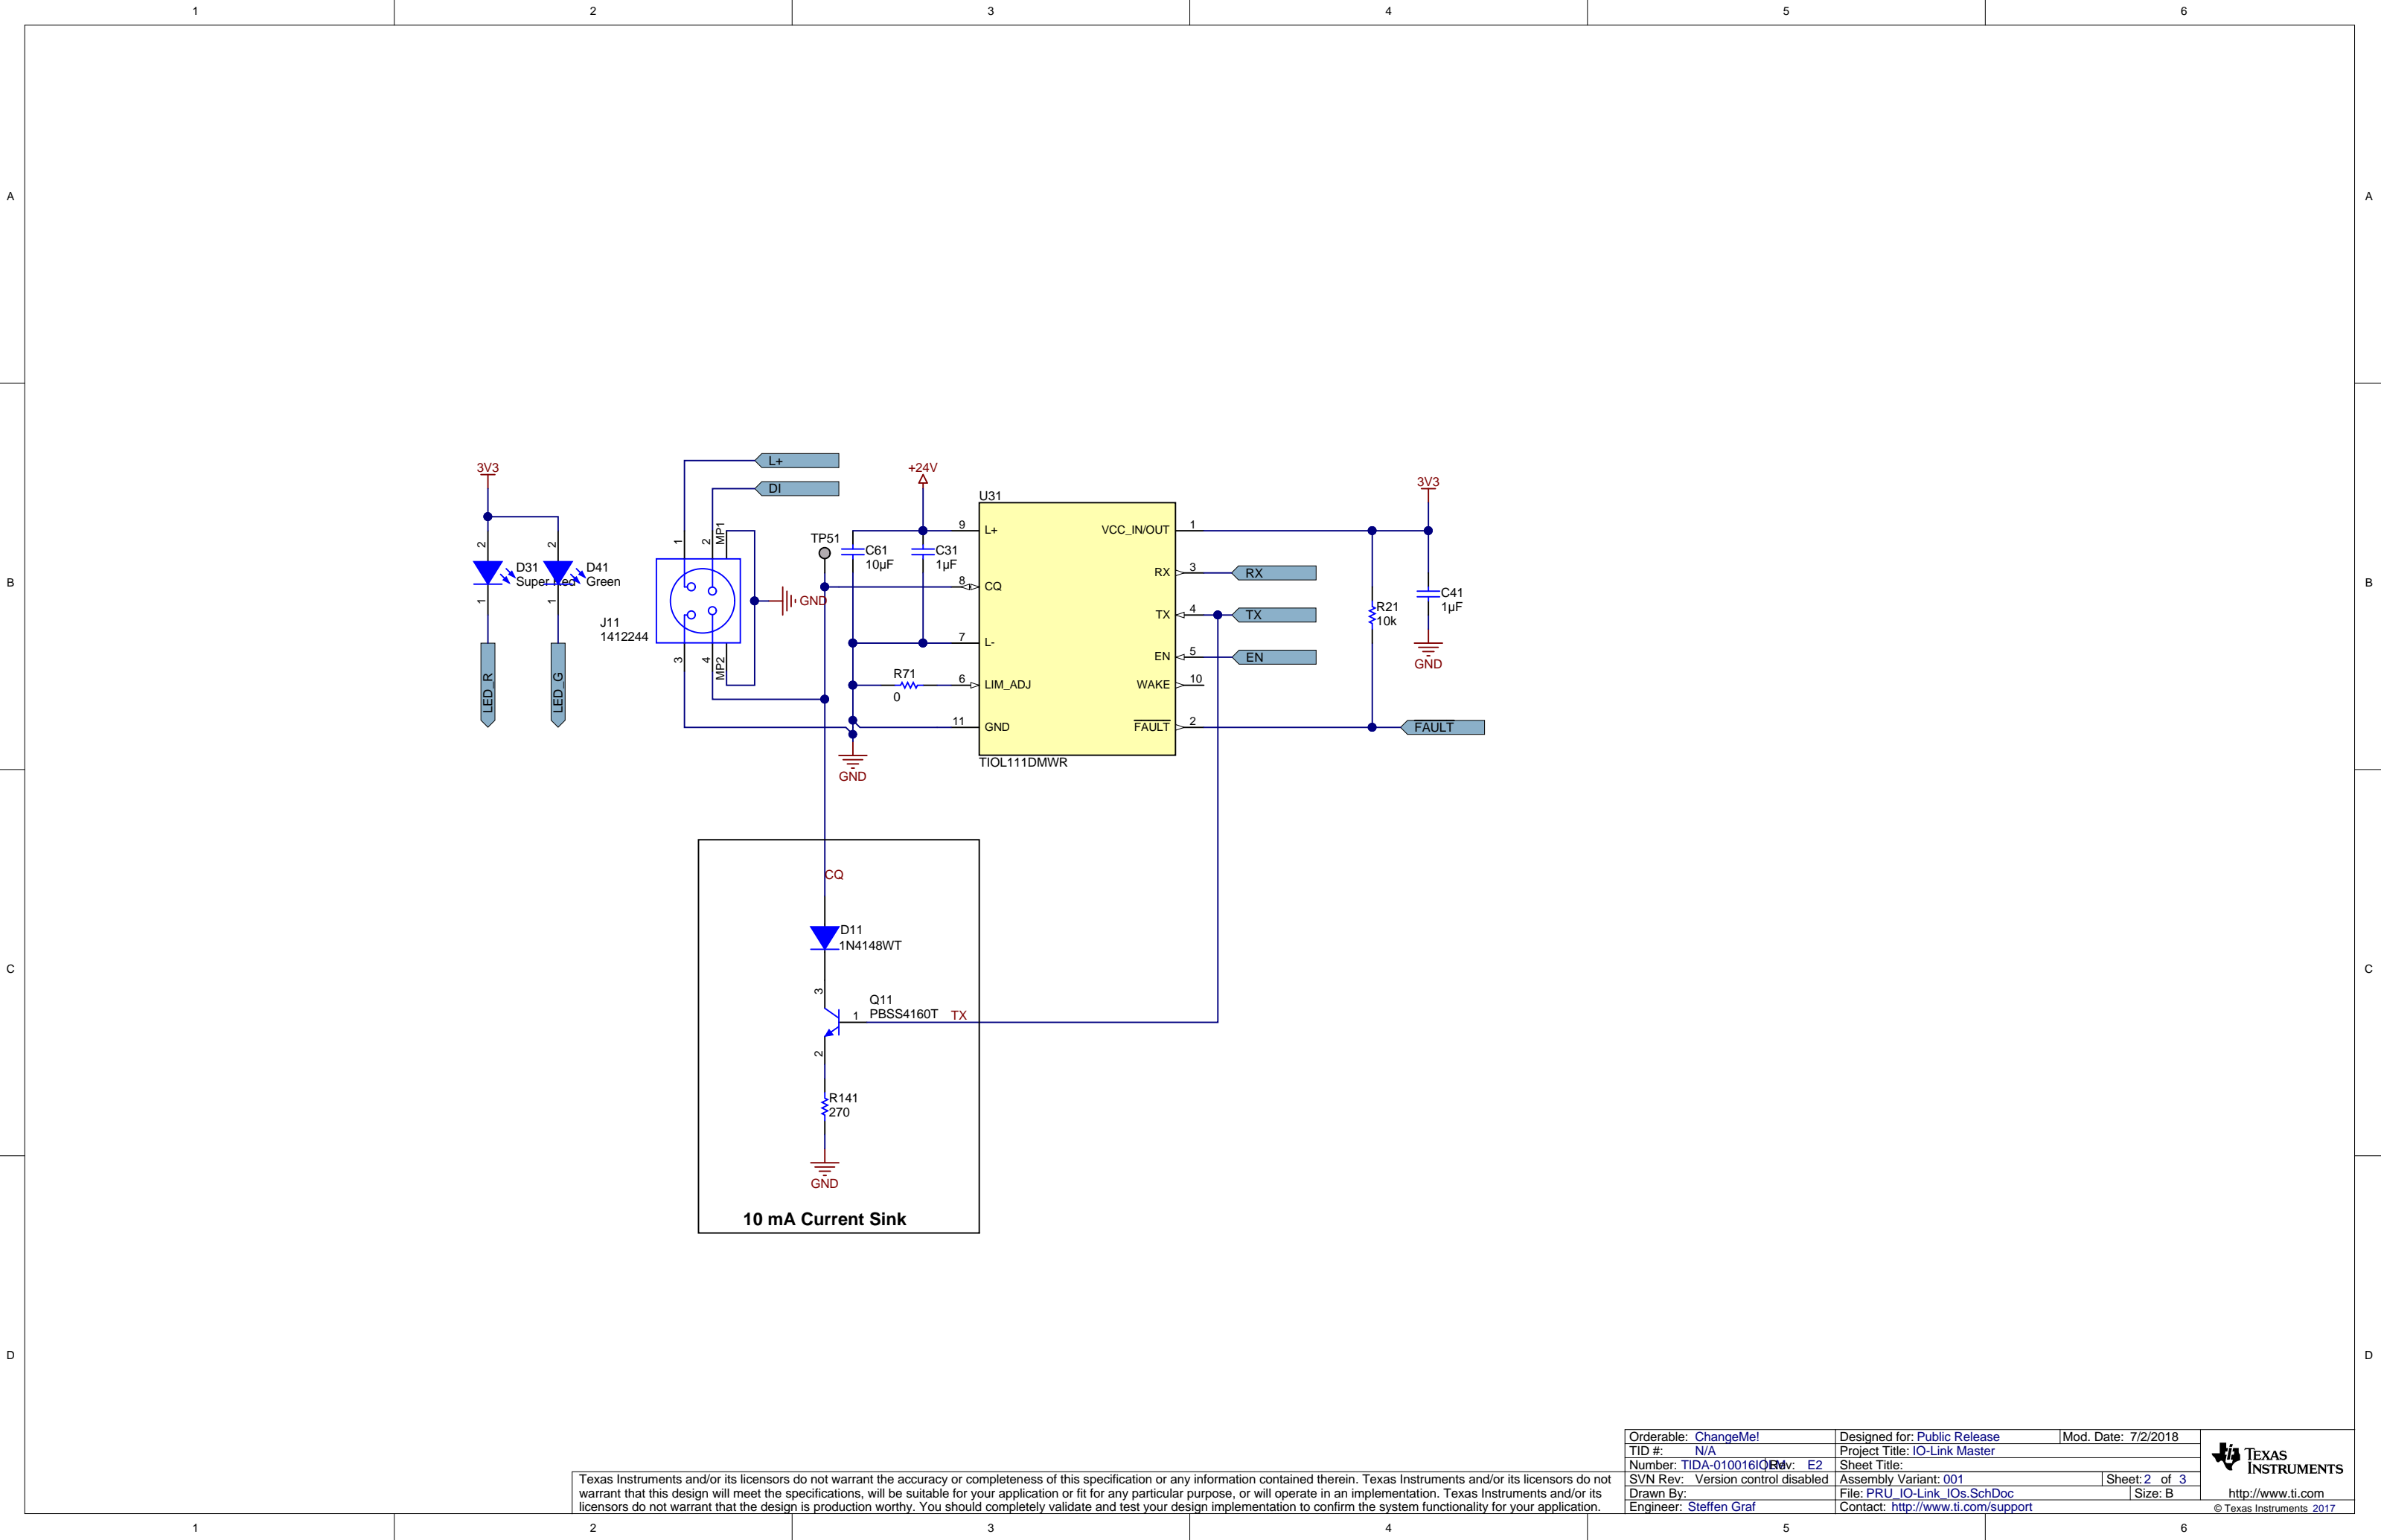 1 2 3 4 5 6
A A
L+
3V3 +24V
DI 3V3
U31
9 L+ VCC_IN/OUT 1
1 2 MP1 TP51
2 2
C61 C31
10µF 1µF
D31 D41
Super Red Green
RX 3 RX
B B
8 CQ
C41
1µF
1 1 GND
R21
10k
TX 4 TX
J11
1412244
7 L-
3 4 MP2
EN 5 EN
GND
R71
0
6 LIM_ADJ WAKE 10
LED_R LED_G
11 GND FAULT 2 FAULT
TIOL111DMWR
GND
CQ
D11
1N4148WT
C C
3
Q11
PBSS4160T TX
1
2
R141
270
GND
10 mA Current Sink
D D
Texas Instruments and/or its licensors do not warrant the accuracy or completeness of this specification or any information contained therein. Texas Instruments and/or its licensors do not
warrant that this design will meet the specifications, will be suitable for your application or fit for any particular purpose, or will operate in an implementation. Texas Instruments and/or its
licensors do not warrant that the design is production worthy. You should completely validate and test your design implementation to confirm the system functionality for your application.
Orderable: ChangeMe! Designed for: Public Release Mod. Date: 7/2/2018
TID #: N/A Project Title: IO-Link Master
Number: TIDA-010016 Rev: E2 Sheet Title:
SVN Rev: Version control disabled Assembly Variant: 001 Sheet: 2 of 3
Drawn By: File: PRU_IO-Link_IOs.SchDoc Size: B
Engineer: Steffen Graf Contact: http://www.ti.com/support
TEXAS
INSTRUMENTS
http://www.ti.com
© Texas Instruments 2017
1 2 3 4 5 6